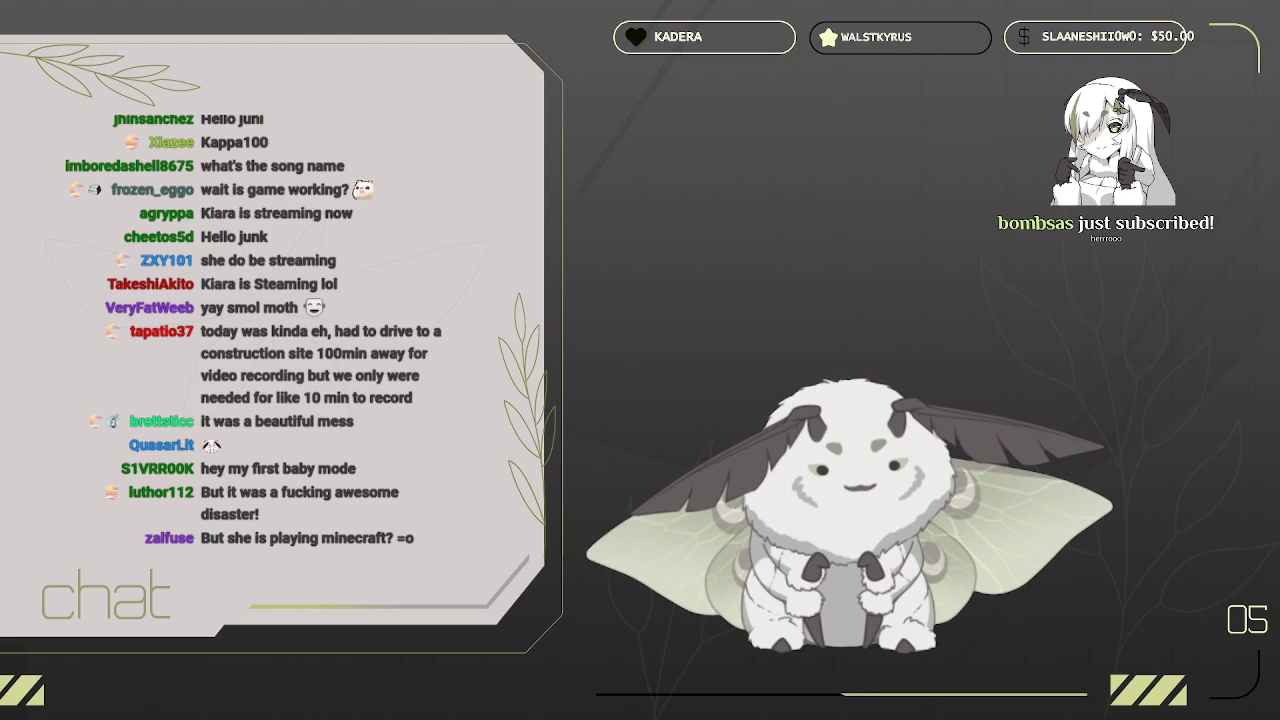 KADERA
WALSTKYRUS
$ SLAANESHII0W0: $50.00
jhinsanchez Hello juni
Xiazee Kappa100
imboredashell8675 what's the song name
frozen_eggo wait is game working?
agryppa Kiara is streaming now
cheetos5d Hello junk
ZXY101 she do be streaming
TakeshiAkito Kiara is Steaming lol
VeryFatWeeb yay smol moth
tapatio37 today was kinda eh, had to drive to a
construction site 100min away for
video recording but we only were
needed for like 10 min to record
brettsticc it was a beautiful mess
QuasarLit
S1VRR00K hey my first baby mode
luthor112 But it was a fucking awesome
disaster!
zalfuse But she is playing minecraft? =o
chat
bombsas just subscribed!
herrrooo
05